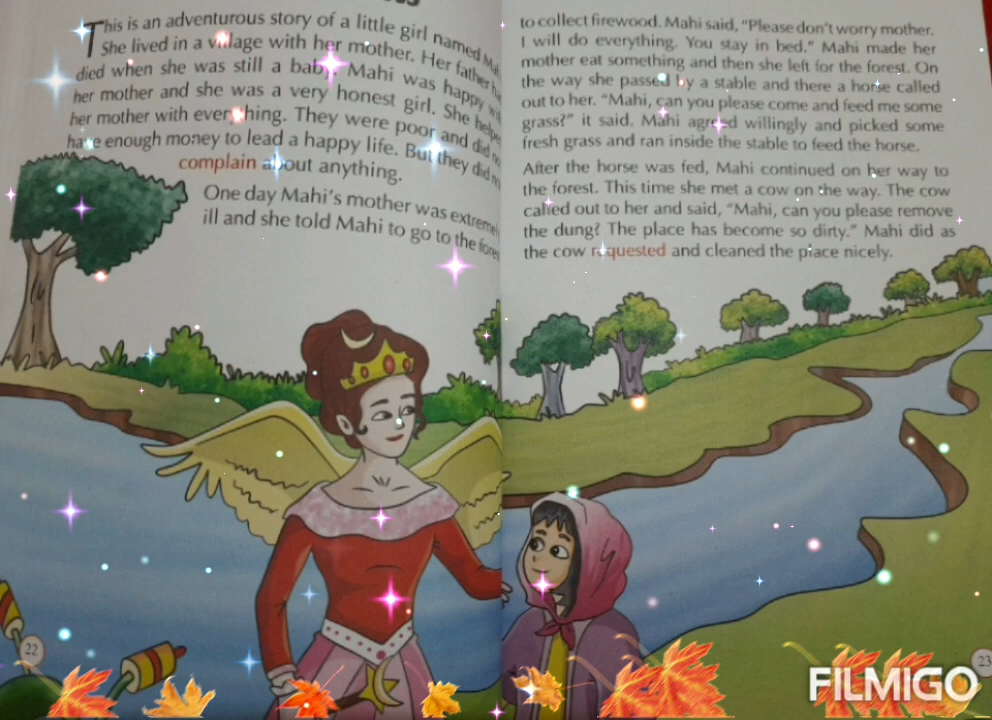 This is an adventurous story of a little girl named
She lived in a village with her mother. Her father
died when she was still a baby. Mahi was happy
her mother and she was a very honest girl. She
her mother with everything. They were poor and did
have enough money to lead a happy life. But they did
complain about anything.
One day Mahi's mother was
ill and she told Mahi to go to the
22
to collect firewood. Mahi said, "Please don't worry mother.
I will do everything. You stay in bed." Mahi made her
mother eat something and then she left for the forest. On
the way she passed by a stable and there a horse called
out to her. "Mahi, can you please come and feed me some
grass?" it said. Mahi agreed willingly and picked some
fresh grass and ran inside the stable to feed the horse.
After the horse was fed, Mahi continued on her way to
the forest. This time she met a cow on the way. The cow
called out to her and said, "Mahi, can you please remove
the dung? The place has become so dirty." Mahi did as
the cow requested and cleaned the place nicely.
23
FILMIGO